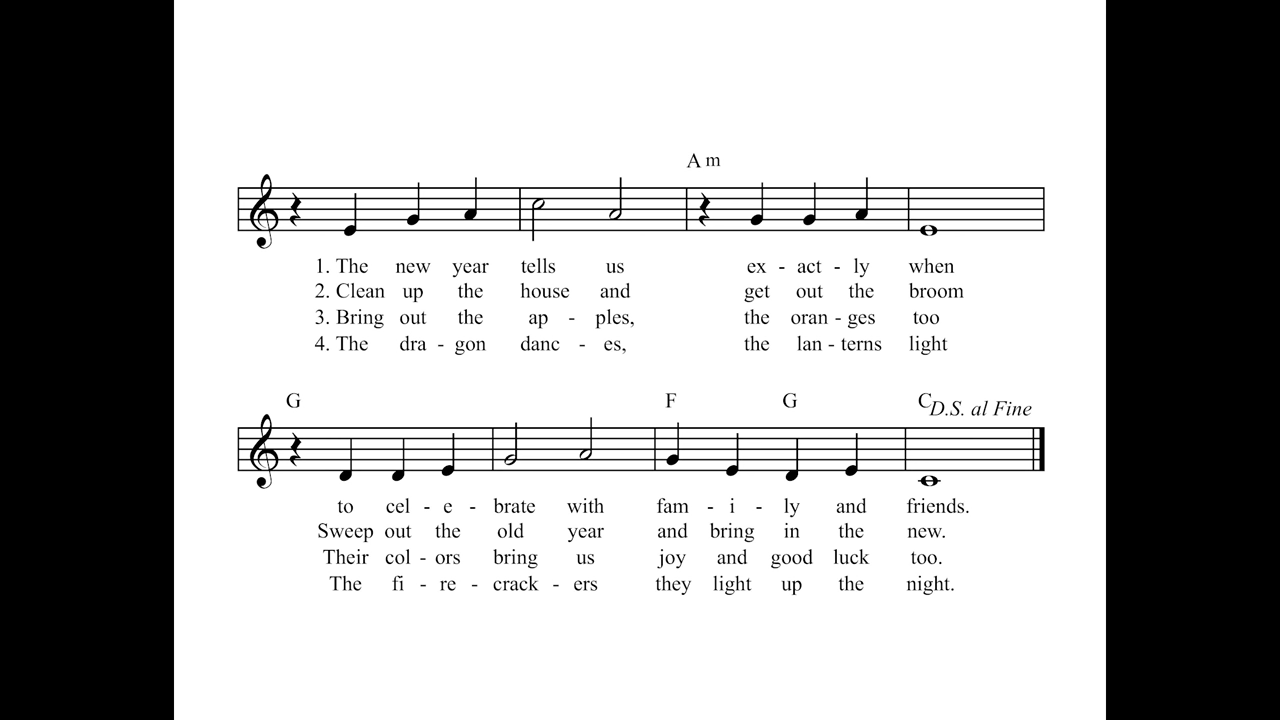 A m
1. The new year tells us ex - act - ly when
2. Clean up the house and get out the broom
3. Bring out the ap - ples, the oran - ges too
4. The dra - gon danc - es, the lan - terns light
G F G C D.S. al Fine
to cel - e - brate with fam - i - ly and friends.
Sweep out the old year and bring in the new.
Their col - ors bring us joy and good luck too.
The fi - re - crack - ers they light up the night.